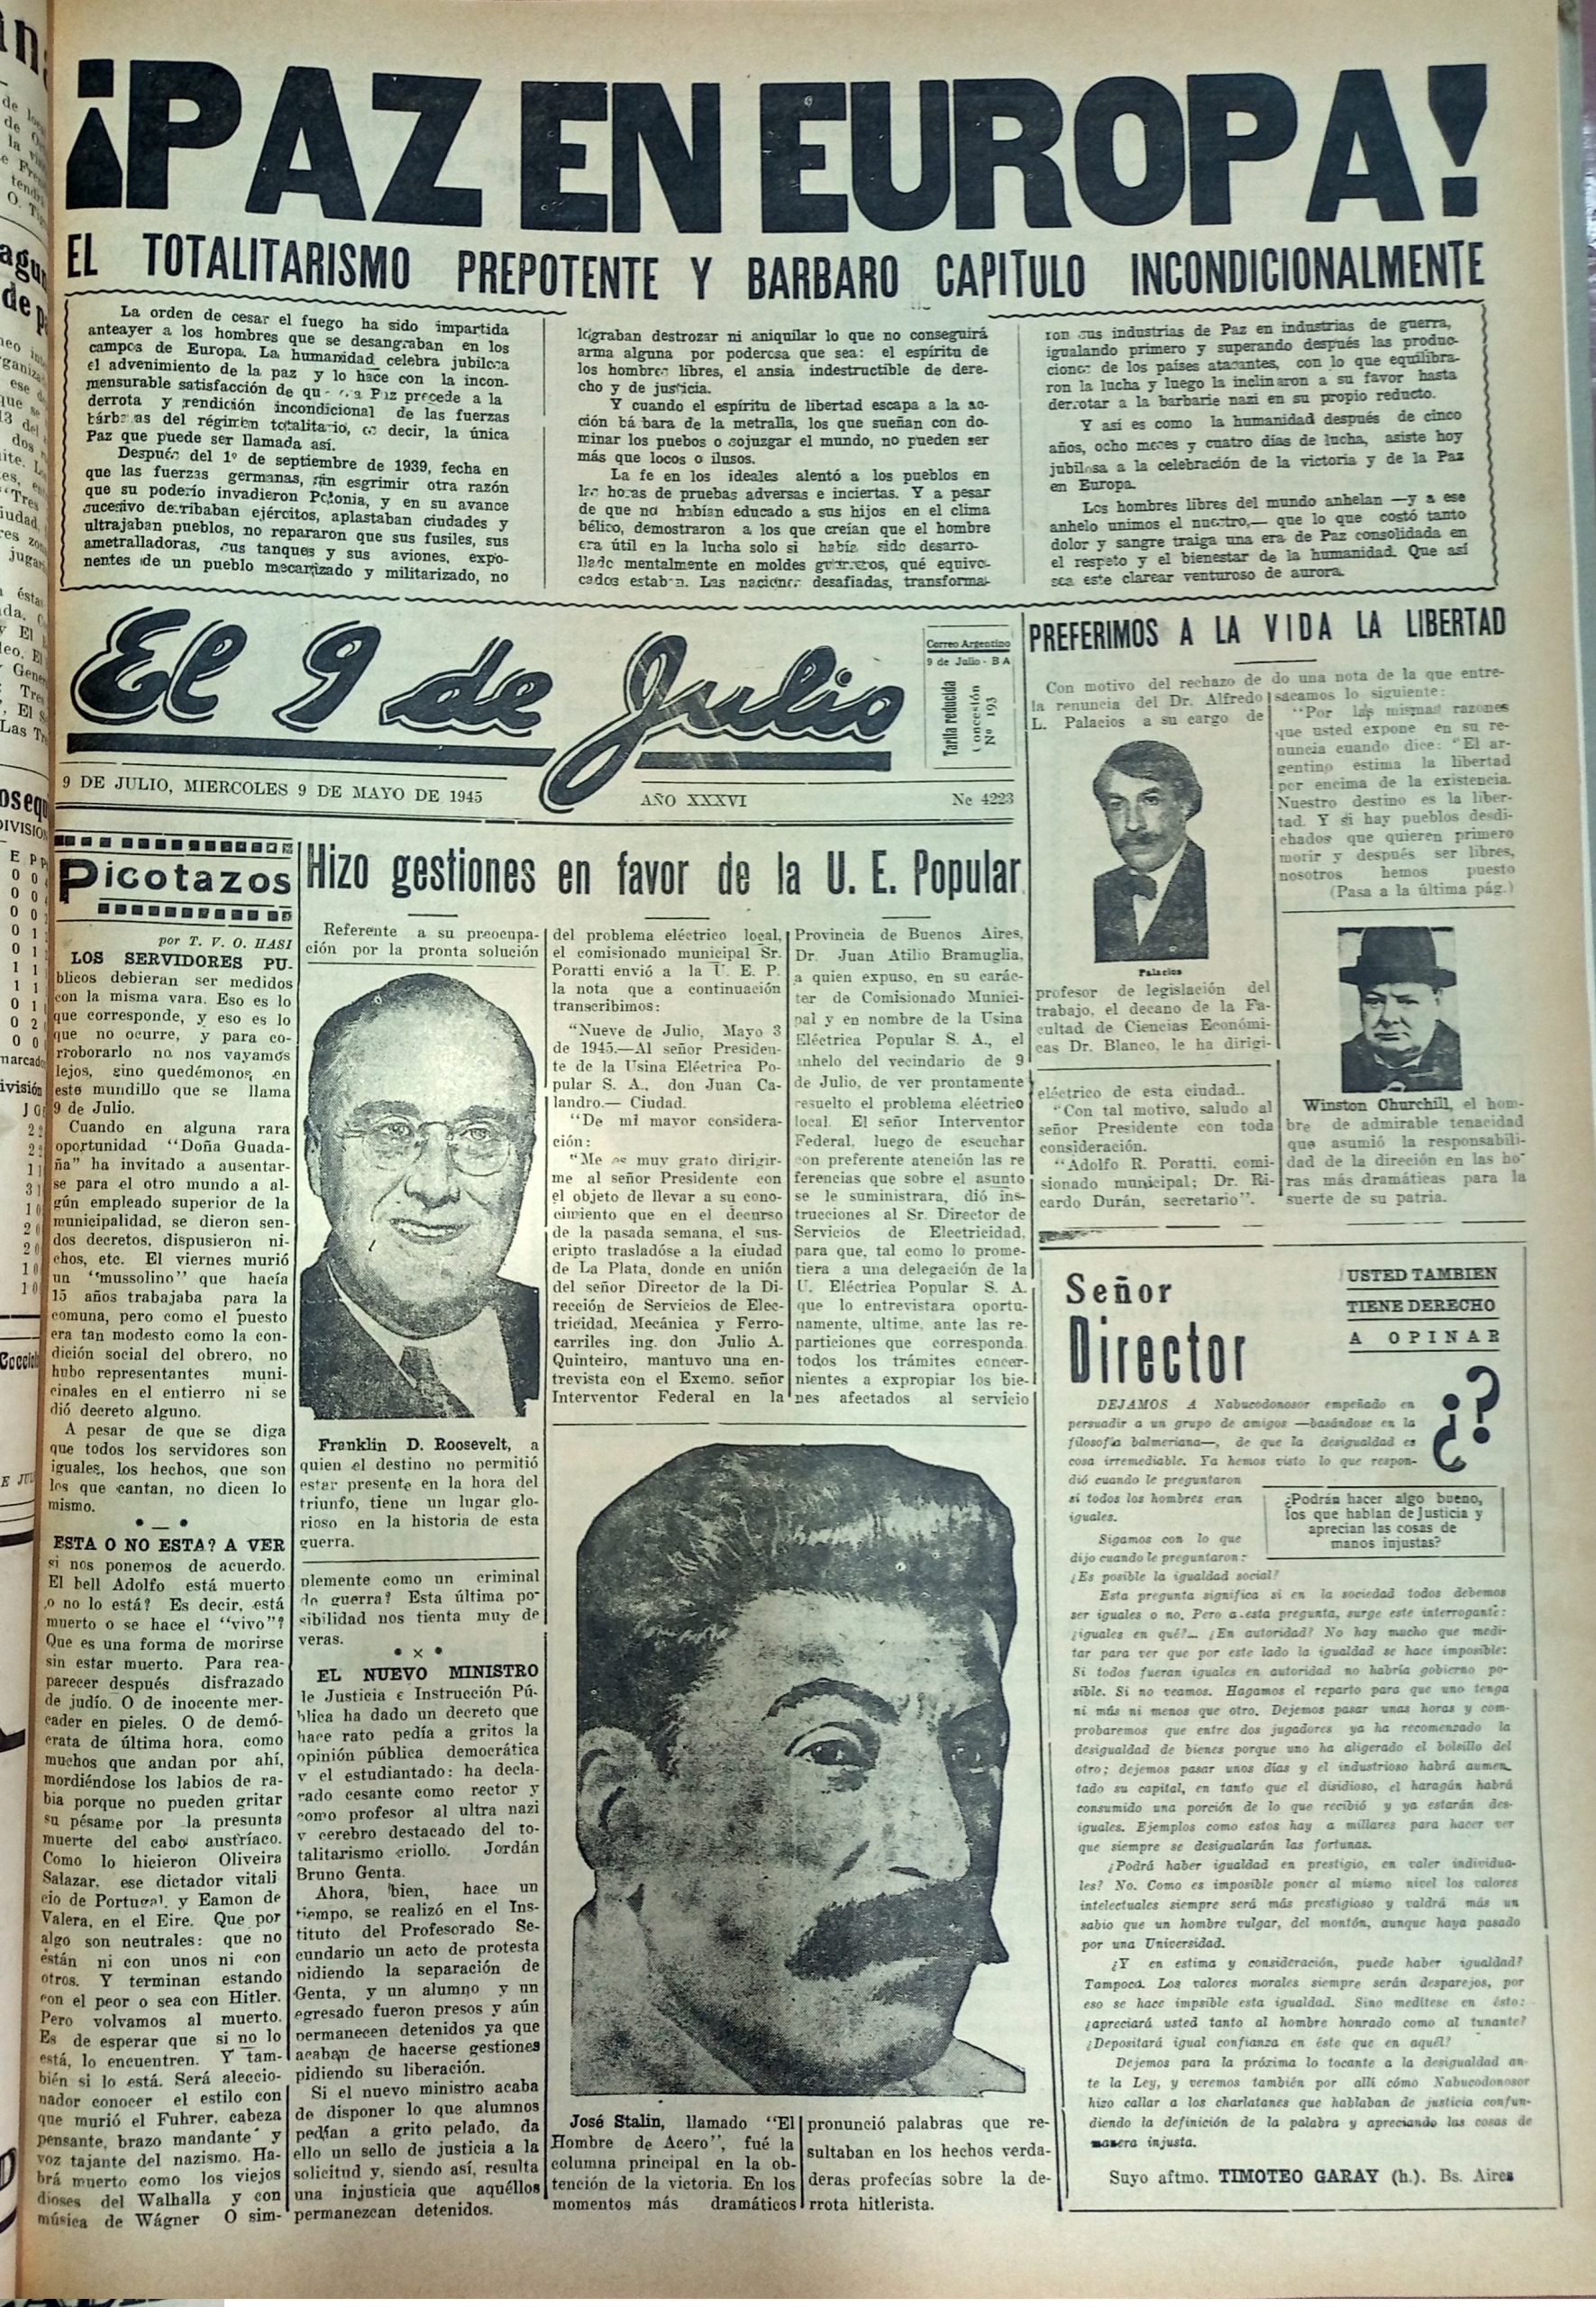 ¡PAZ EN EUROPA!
EL TOTALITARISMO PREPOTENTE Y BARBARO CAPITULO INCONDICIONALMENTE
La orden de cesar el fuego ha sido impartida
anteayer a los hombres que se desangraban en los
campos de Europa. La humanidad celebra jubilosa
el advenimiento de la paz y lo hace con la incon-
mensurable satisfacción de que Paz precede a la
derrota y rendición incondicional de las fuerzas
bárbaras del régimen totalitario, es decir, la única
Paz que puede ser llamada así.
Después del 1º de septiembre de 1939, fecha en
que las fuerzas germanas, sin esgrimir otra razón
que su poderío invadieron Polonia, y en su avance
sucesivo derribaban ejércitos, aplastaban ciudades y
ultrajaban pueblos, no repararon que sus fusiles, sus
ametralladoras, sus tanques y sus aviones, expo-
nentes de un pueblo mecanizado y militarizado, no
lograban destrozar ni aniquilar lo que no conseguirá
arma alguna por poderosa que sea: el espíritu de
los hombres libres, el ansia indestructible de dere-
cho y de justicia.
Y cuando el espíritu de libertad escapa a la ac-
ción bárbara de la metralla, los que sueñan con do-
minar los puebos o sojuzgar el mundo, no pueden ser
más que locos o ilusos.
La fe en los ideales alentó a los pueblos en
las horas de pruebas adversas e inciertas. Y a pesar
de que no habían educado a sus hijos en el clima
bélico, demostraron a los que creían que el hombre
era útil en la lucha solo si había sido desarro-
llado mentalmente en moldes guerreros, qué equivo-
cados estaban. Las naciones desafiadas, transforma-
ron sus industrias de Paz en industrias de guerra,
igualando primero y superando después las produc-
ciones de los países atacantes, con lo que equilibra-
ron la lucha y luego la inclinaron a su favor hasta
derrotar a la barbarie nazi en su propio reducto.
Y así es como la humanidad después de cinco
años, ocho meses y cuatro días de lucha, asiste hoy
jubilosa a la celebración de la victoria y de la Paz
en Europa.
Los hombres libres del mundo anhelan —y a ese
anhelo unimos el nuestro,— que lo que costó tanto
dolor y sangre traiga una era de Paz consolidada en
el respeto y el bienestar de la humanidad. Que así
sea este clarear venturoso de aurora.
El 9 de Julio
Correo Argentino
9 de Julio - B A
Tarifa reducida
Concesión
Nº 193
9 DE JULIO, MIERCOLES 9 DE MAYO DE 1945
AÑO XXXVI
Nº 4223
PREFERIMOS A LA VIDA LA LIBERTAD
Con motivo del rechazo de
la renuncia del Dr. Alfredo
L. Palacios a su cargo de
Palacios
profesor de legislación del
trabajo, el decano de la Fa-
cultad de Ciencias Económi-
cas Dr. Blanco, le ha dirigi-
do una nota de la que entre-
sacamos lo siguiente:
"Por las mismas razones
que usted expone en su re-
nuncia cuando dice: "El ar-
gentino estima la libertad
por encima de la existencia.
Nuestro destino es la liber-
tad. Y si hay pueblos desdi-
chados que quieren primero
morir y después ser libres,
nosotros hemos puesto
(Pasa a la última pág.)
Winston Churchill, el hom-
bre de admirable tenacidad
que asumió la responsabili-
dad de la direción en las ho-
ras más dramáticas para la
suerte de su patria.
Picotazos
por T. V. O. HASI
LOS SERVIDORES PU-
blicos debieran ser medidos
con la misma vara. Eso es lo
que corresponde, y eso es lo
que no ocurre, y para co-
rroborarlo no nos vayamos
lejos, sino quedémonos en
este mundillo que se llama
9 de Julio.
Cuando en alguna rara
oportunidad "Doña Guada-
ña" ha invitado a ausentar-
se para el otro mundo a al-
gún empleado superior de la
municipalidad, se dieron sen-
dos decretos, dispusieron ni-
chos, etc. El viernes murió
un "mussolino" que hacía
15 años trabajaba para la
comuna, pero como el puesto
era tan modesto como la con-
dición social del obrero, no
hubo representantes muni-
cipales en el entierro ni se
dió decreto alguno.
A pesar de que se diga
que todos los servidores son
iguales, los hechos, que son
los que cantan, no dicen lo
mismo.
ESTA O NO ESTA? A VER
si nos ponemos de acuerdo.
El bell Adolfo está muerto
o no lo está? Es decir, está
muerto o se hace el "vivo"?
Que es una forma de morirse
sin estar muerto. Para rea-
parecer después disfrazado
de judío. O de inocente mer-
cader en pieles. O de demó-
crata de última hora, como
muchos que andan por ahí,
mordiéndose los labios de ra-
bia porque no pueden gritar
su pésame por la presunta
muerte del cabo austríaco.
Como lo hicieron Oliveira
Salazar, ese dictador vitali
cio de Portugal, y Eamon de
Valera, en el Eire. Que por
algo son neutrales: que no
están ni con unos ni con
otros. Y terminan estando
con el peor o sea con Hitler.
Pero volvamos al muerto.
Es de esperar que si no lo
está, lo encuentren. Y tam-
bién si lo está. Será aleccio-
nador conocer el estilo con
que murió el Fuhrer, cabeza
pensante, brazo mandante y
voz tajante del nazismo. Ha-
brá muerto como los viejos
dioses del Walhalla y con
música de Wágner O sim-
plemente como un criminal
de guerra? Esta última po-
sibilidad nos tienta muy de
veras.
EL NUEVO MINISTRO
de Justicia e Instrucción Pú-
blica ha dado un decreto que
hace rato pedía a gritos la
opinión pública democrática
y el estudiantado: ha decla-
rado cesante como rector y
como profesor al ultra nazi
y cerebro destacado del to-
talitarismo criollo, Jordán
Bruno Genta.
Ahora, bien, hace un
tiempo, se realizó en el Ins-
tituto del Profesorado Se-
cundario un acto de protesta
pidiendo la separación de
Genta, y un alumno y un
egresado fueron presos y aún
permanecen detenidos ya que
acaban de hacerse gestiones
pidiendo su liberación.
Si el nuevo ministro acaba
de disponer lo que alumnos
pedían a grito pelado, da
ello un sello de justicia a la
solicitud y, siendo así, resulta
una injusticia que aquéllos
permanezcan detenidos.
Hizo gestiones en favor de la U. E. Popular
Referente a su preocupa-
ción por la pronta solución
del problema eléctrico local,
el comisionado municipal Sr.
Poratti envió a la U. E. P.
la nota que a continuación
transcribimos:
"Nueve de Julio, Mayo 3
de 1945.—Al señor Presiden-
te de la Usina Eléctrica Po-
pular S. A., don Juan Ca-
landro.— Ciudad.
"De mi mayor considera-
ción:
"Me es muy grato dirigir-
me al señor Presidente con
el objeto de llevar a su cono-
cimiento que en el decurso
de la pasada semana, el sus-
cripto trasladóse a la ciudad
de La Plata, donde en unión
del señor Director de la Di-
rección de Servicios de Elec-
tricidad, Mecánica y Ferro-
carriles ing. don Julio A.
Quinteiro, mantuvo una en-
trevista con el Excmo. señor
Interventor Federal en la
Provincia de Buenos Aires,
Dr. Juan Atilio Bramuglia,
a quien expuso, en su carác-
ter de Comisionado Munici-
pal y en nombre de la Usina
Eléctrica Popular S. A., el
anhelo del vecindario de 9
de Julio, de ver prontamente
resuelto el problema eléctrico
local. El señor Interventor
Federal, luego de escuchar
con preferente atención las re
ferencias que sobre el asunto
se le suministrara, dió ins-
trucciones al Sr. Director de
Servicios de Electricidad,
para que, tal como lo prome-
tiera a una delegación de la
U. Eléctrica Popular S. A.
que lo entrevistara oportu-
namente, ultime, ante las re-
particiones que corresponda,
todos los trámites concer-
nientes a expropiar los bie-
nes afectados al servicio
eléctrico de esta ciudad..
"Con tal motivo, saludo al
señor Presidente con toda
consideración.
"Adolfo R. Poratti, comi-
sionado municipal; Dr. Ri-
cardo Durán, secretario".
Franklin D. Roosevelt, a
quien el destino no permitió
estar presente en la hora del
triunfo, tiene un lugar glo-
rioso en la historia de esta
guerra.
José Stalin, llamado "El
Hombre de Acero", fué la
columna principal en la ob-
tención de la victoria. En los
momentos más dramáticos
pronunció palabras que re-
sultaban en los hechos verda-
deras profecías sobre la de-
rrota hitlerista.
Señor
Director
USTED TAMBIEN
TIENE DERECHO
A OPINAR
¿?
DEJAMOS A Nabucodonosor empeñado en
persuadir a un grupo de amigos —basándose en la
filosofía balmeriana—, de que la desigualdad es
cosa irremediable. Ya hemos visto lo que respon-
dió cuando le preguntaron
si todos los hombres eran
iguales.
¿Podrán hacer algo bueno,
los que hablan de Justicia y
aprecian las cosas de
manos injustas?
Sigamos con lo que
dijo cuando le preguntaron:
¿Es posible la igualdad social?
Esta pregunta significa si en la sociedad todos debemos
ser iguales o no. Pero a esta pregunta, surge este interrogante:
¿iguales en qué?... ¿En autoridad? No hay mucho que medi-
tar para ver que por este lado la igualdad se hace imposible:
Si todos fueran iguales en autoridad no habría gobierno po-
sible. Si no veamos. Hagamos el reparto para que uno tenga
ni más ni menos que otro. Dejemos pasar unas horas y com-
probaremos que entre dos jugadores ya ha recomenzado la
desigualdad de bienes porque uno ha aligerado el bolsillo del
otro; dejemos pasar unos días y el industrioso habrá aumen_
tado su capital, en tanto que el disidioso, el haragán habrá
consumido una porción de lo que recibió y ya estarán des-
iguales. Ejemplos como estos hay a millares para hacer ver
que siempre se desigualarán las fortunas.
¿Podrá haber igualdad en prestigio, en valer individua-
les? No. Como es imposible poner al mismo nivel los valores
intelectuales siempre será más prestigioso y valdrá más un
sabio que un hombre vulgar, del montón, aunque haya pasado
por una Universidad.
¿Y en estima y consideración, puede haber igualdad?
Tampoco. Los valores morales siempre serán desparejos, por
eso se hace impsible esta igualdad. Sino medítese en ésto:
¿apreciará usted tanto al hombre honrado como al tunante?
¿Depositará igual confianza en éste que en aquél?
Dejemos para la próxima lo tocante a la desigualdad an-
te la Ley, y veremos también por allí cómo Nabucodonosor
hizo callar a los charlatanes que hablaban de justicia confun-
diendo la definición de la palabra y apreciando las cosas de
manera injusta.
Suyo aftmo. TIMOTEO GARAY (h.). Bs. Aires